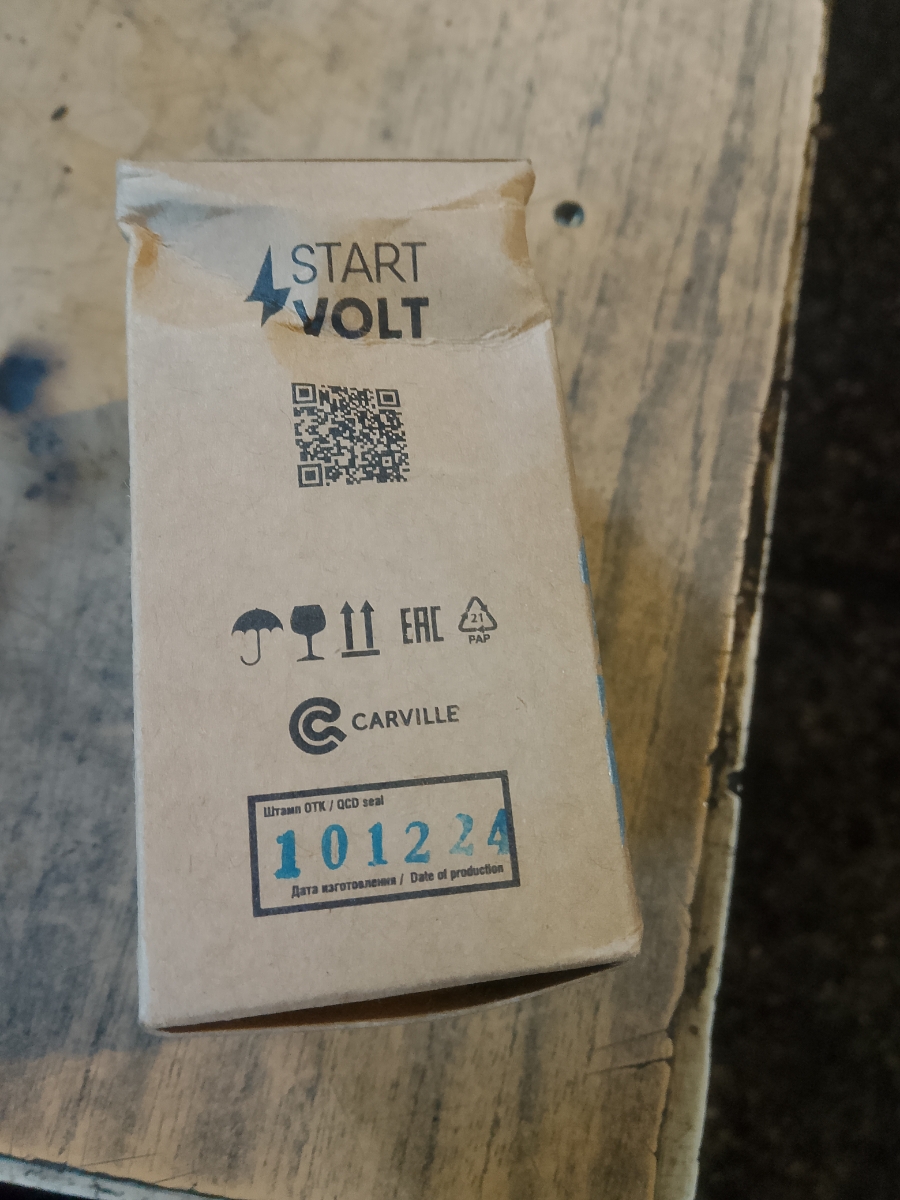 START
VOLT
EAC
21
PAP
CARVILLE
Штамп ОТК / QCD seal
101224
Дата изготовления / Date of production